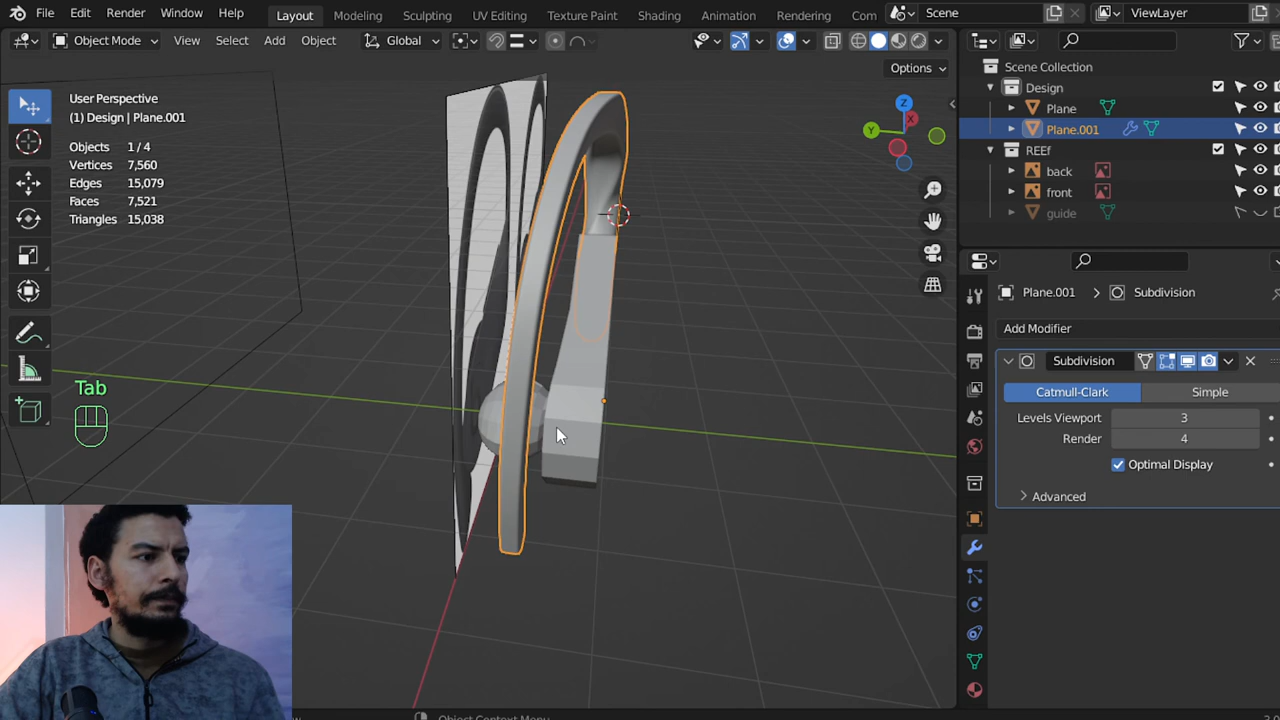 File Edit Render Window Help Layout Modeling Sculpting UV Editing Texture Paint Shading Animation Rendering Com Scene ViewLayer
Object Mode View Select Add Object Global
Options
User Perspective
(1) Design | Plane.001
Objects 1 / 4
Vertices 7,560
Edges 15,079
Faces 7,521
Triangles 15,038
Z
Y
X
Tab
Scene Collection
Design
Plane
Plane.001
REEf
back
front
guide
Plane.001 > Subdivision
Add Modifier
Subdivision
Catmull-Clark Simple
Levels Viewport 3
Render 4
Optimal Display
Advanced
Object Context Menu